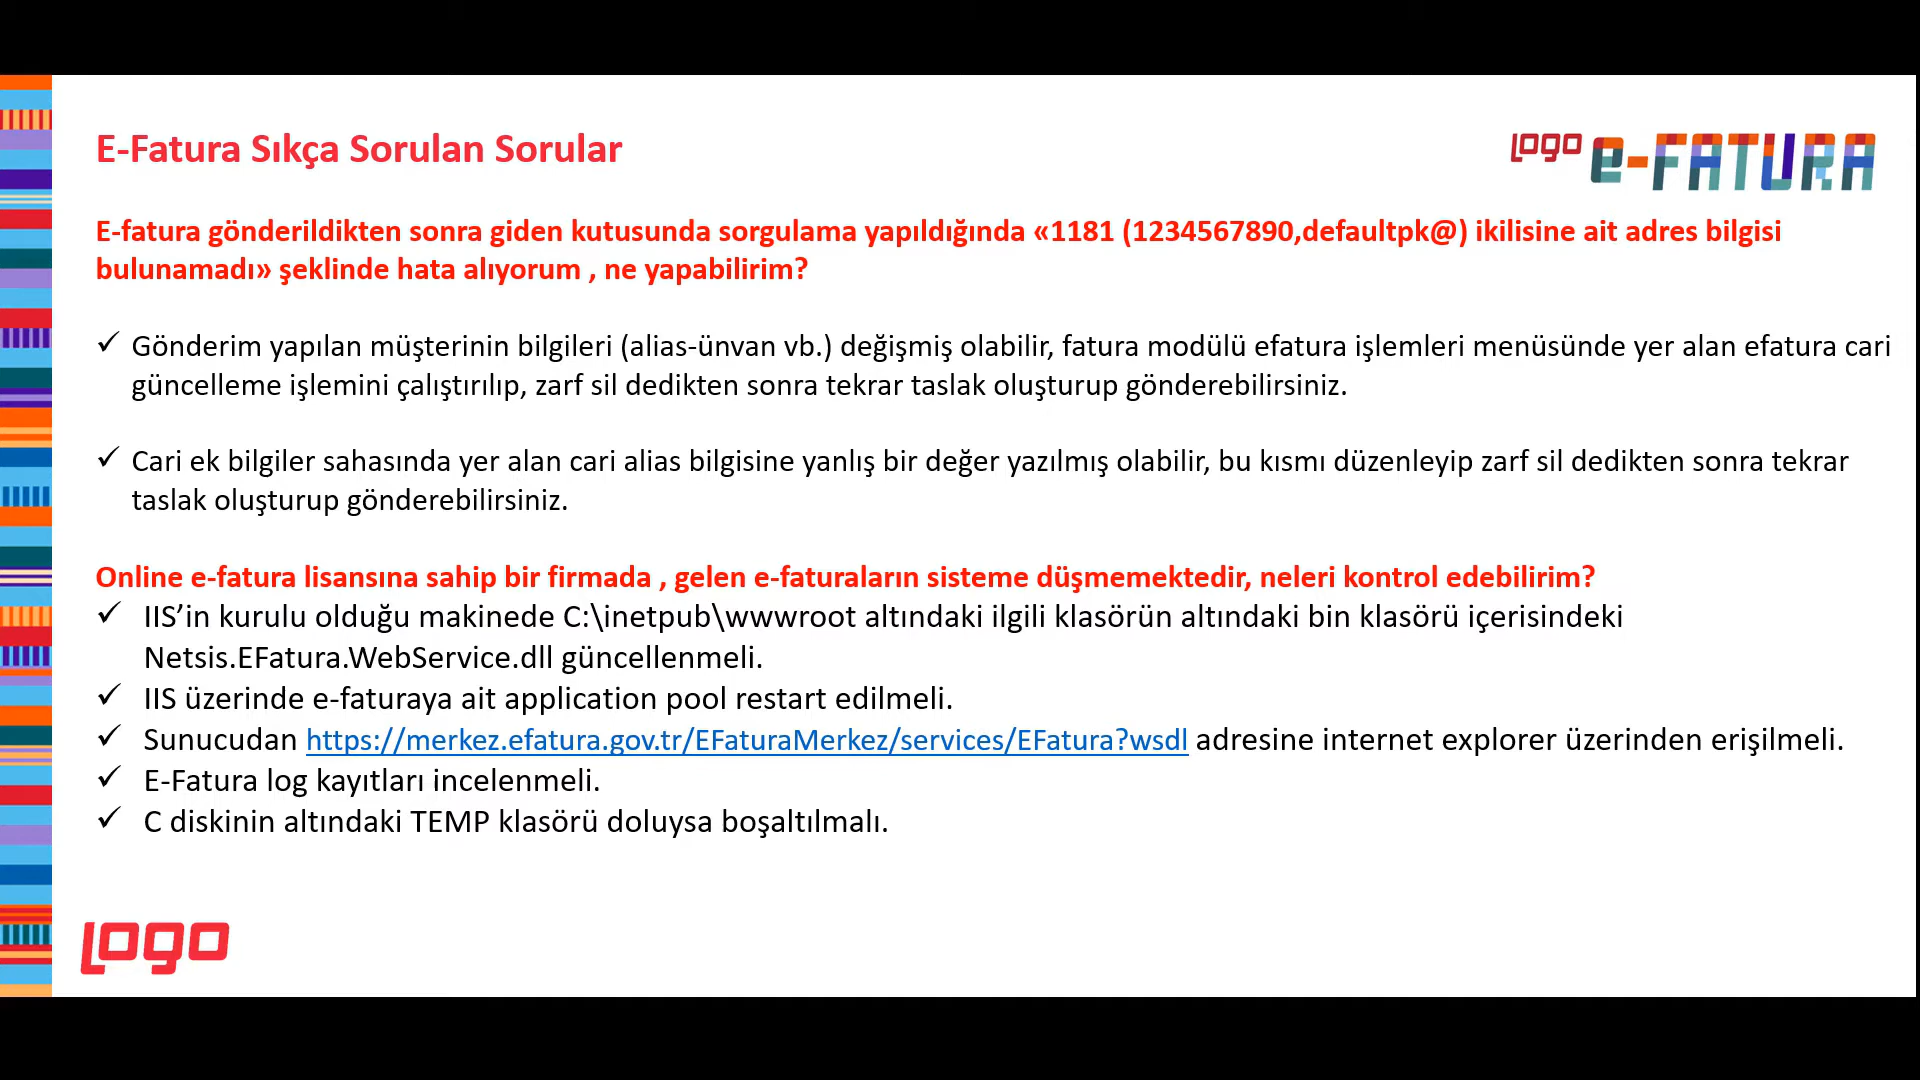 E-Fatura Sıkça Sorulan Sorular
logo e-FATURA
E-fatura gönderildikten sonra giden kutusunda sorgulama yapıldığında «1181 (1234567890,defaultpk@) ikilisine ait adres bilgisi
bulunamadı» şeklinde hata alıyorum , ne yapabilirim?
✓ Gönderim yapılan müşterinin bilgileri (alias-ünvan vb.) değişmiş olabilir, fatura modülü efatura işlemleri menüsünde yer alan efatura cari
güncelleme işlemini çalıştırılıp, zarf sil dedikten sonra tekrar taslak oluşturup gönderebilirsiniz.
✓ Cari ek bilgiler sahasında yer alan cari alias bilgisine yanlış bir değer yazılmış olabilir, bu kısmı düzenleyip zarf sil dedikten sonra tekrar
taslak oluşturup gönderebilirsiniz.
Online e-fatura lisansına sahip bir firmada , gelen e-faturaların sisteme düşmemektedir, neleri kontrol edebilirim?
✓ IIS’in kurulu olduğu makinede C:\inetpub\wwwroot altındaki ilgili klasörün altındaki bin klasörü içerisindeki
Netsis.EFatura.WebService.dll güncellenmeli.
✓ IIS üzerinde e-faturaya ait application pool restart edilmeli.
✓ Sunucudan https://merkez.efatura.gov.tr/EFaturaMerkez/services/EFatura?wsdl adresine internet explorer üzerinden erişilmeli.
✓ E-Fatura log kayıtları incelenmeli.
✓ C diskinin altındaki TEMP klasörü doluysa boşaltılmalı.
logo